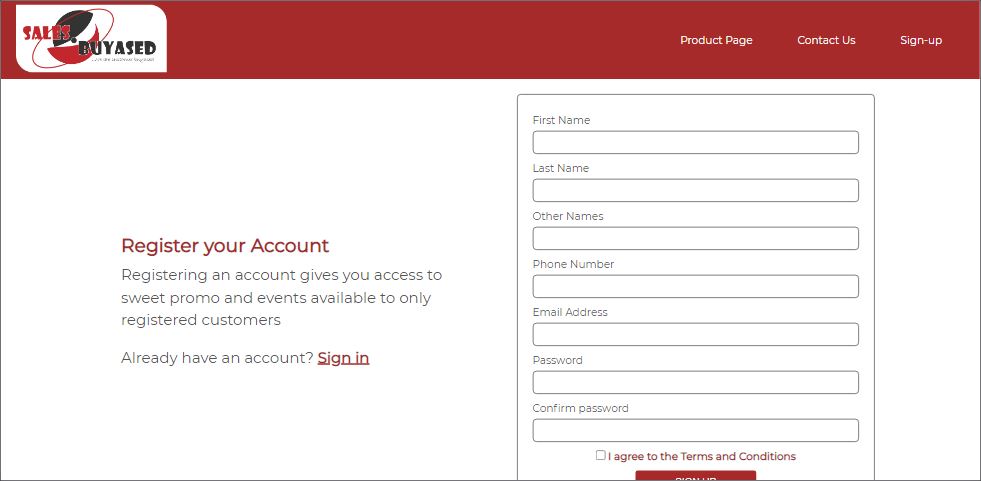 SALES
BUYASED
Product Page
Contact Us
Sign-up
Register your Account
Registering an account gives you access to
sweet promo and events available to only
registered customers
Already have an account? Sign in
First Name
Last Name
Other Names
Phone Number
Email Address
Password
Confirm password
I agree to the Terms and Conditions
SIGN UP